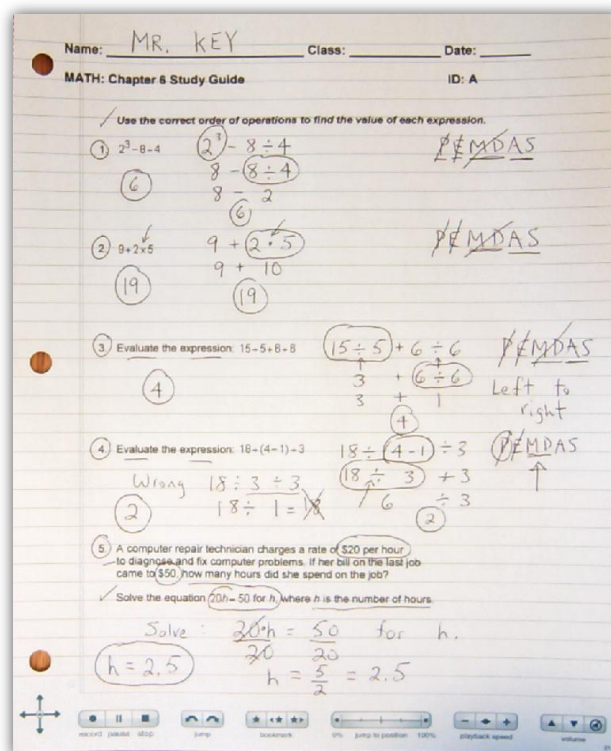 Name: MR. KEY Class: Date:
MATH: Chapter 6 Study Guide ID: A
Use the correct order of operations to find the value of each expression.
1. 2³-8÷4 2³ - 8 ÷ 4 PEMDAS
8 - 8 ÷ 4
6 8 - 2
6
2. 9+2x5 9 + 2 · 5 PEMDAS
9 + 10
19 19
3. Evaluate the expression: 15÷5+6÷6 15 ÷ 5 + 6 ÷ 6 PEMDAS
3 + 6 ÷ 6 Left to
4 3 + 1 right
4
4. Evaluate the expression: 18÷(4-1)÷3 18 ÷ (4-1) ÷ 3 PEMDAS
Wrong 18 ÷ 3 ÷ 3 18 ÷ 3 ÷ 3
2 18 ÷ 1 = 18 6 ÷ 3
2
5. A computer repair technician charges a rate of $20 per hour
to diagnose and fix computer problems. If her bill on the last job
came to $50, how many hours did she spend on the job?
Solve the equation 20h=50 for h, where h is the number of hours.
Solve: 20·h = 50 for h.
20 20
h = 2.5 h = 5/2 = 2.5
record pause stop jump bookmark 0% jump to position 100% playback speed volume